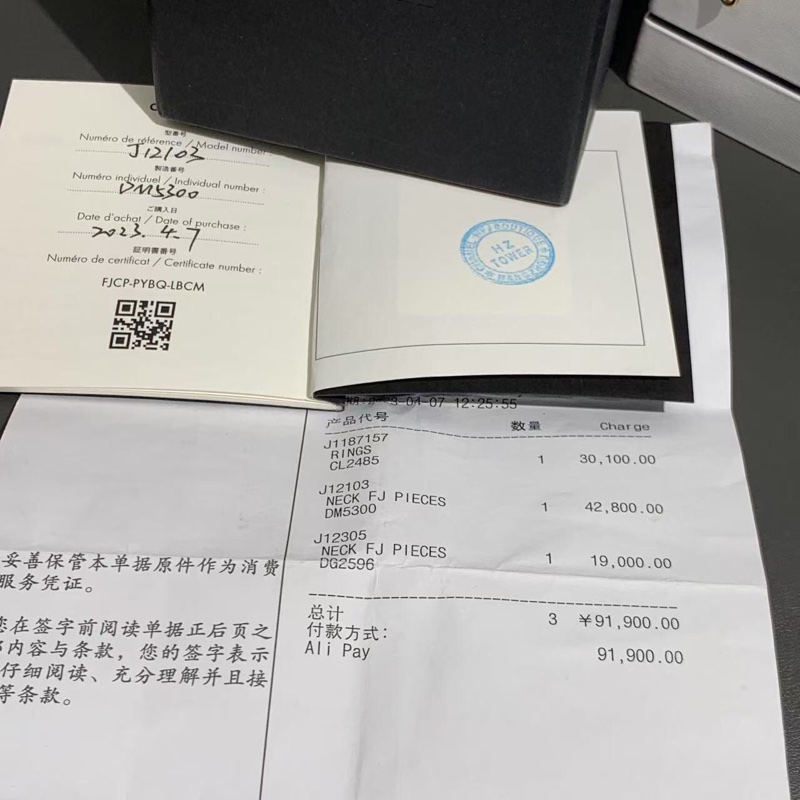 型番号
Numéro de référence / Model number :
J12103
製造番号
Numéro individuel / Individual number :
DM5300
ご購入日
Date d'achat / Date of purchase :
2023. 4. 7
証明書番号
Numéro de certificat / Certificate number :
FJCP-PYBQ-LBCM
BOUTIQUE
HZ
TOWER
3-04-07 12:25:55
产品代号 数量 Charge
J1187157
RINGS
CL2485 1 30,100.00
J12103
NECK FJ PIECES
DM5300 1 42,800.00
J12305
NECK FJ PIECES
DG2596 1 19,000.00
总计 3 ¥91,900.00
付款方式:
Ali Pay 91,900.00
妥善保管本单据原件作为消费
服务凭证。
您在签字前阅读单据正后页之
内容与条款，您的签字表示
仔细阅读、充分理解并且接
等条款。